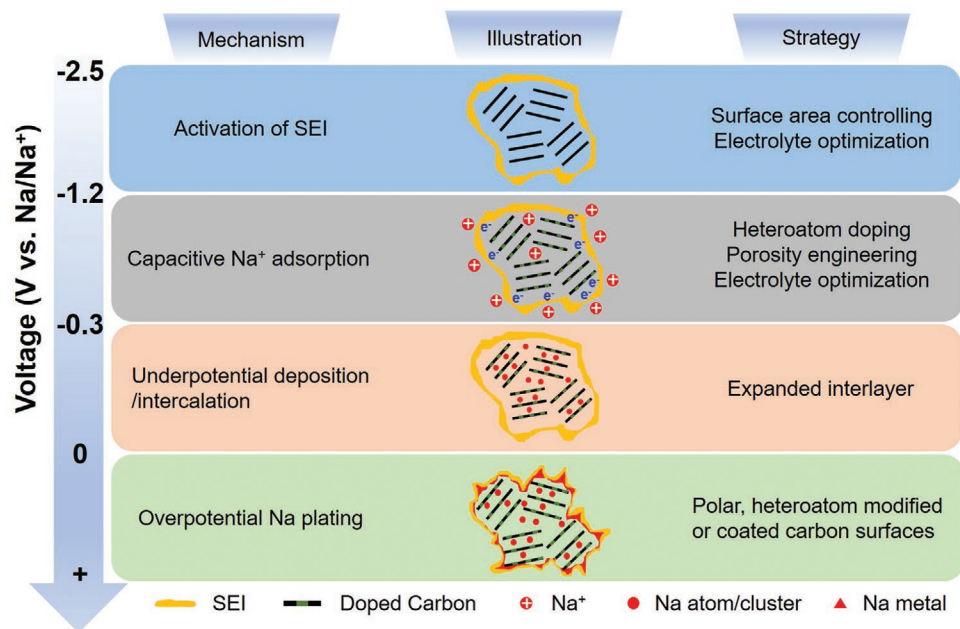 Mechanism Illustration Strategy
Voltage (V vs. Na/Na⁺)
-2.5
Activation of SEI
Surface area controlling
Electrolyte optimization
-1.2
Capacitive Na⁺ adsorption
e⁻ e⁻ e⁻ e⁻ e⁻ e⁻ e⁻
Heteroatom doping
Porosity engineering
Electrolyte optimization
-0.3
Underpotential deposition
/intercalation
Expanded interlayer
0
Overpotential Na plating
Polar, heteroatom modified
or coated carbon surfaces
+
SEI Doped Carbon Na⁺ Na atom/cluster Na metal